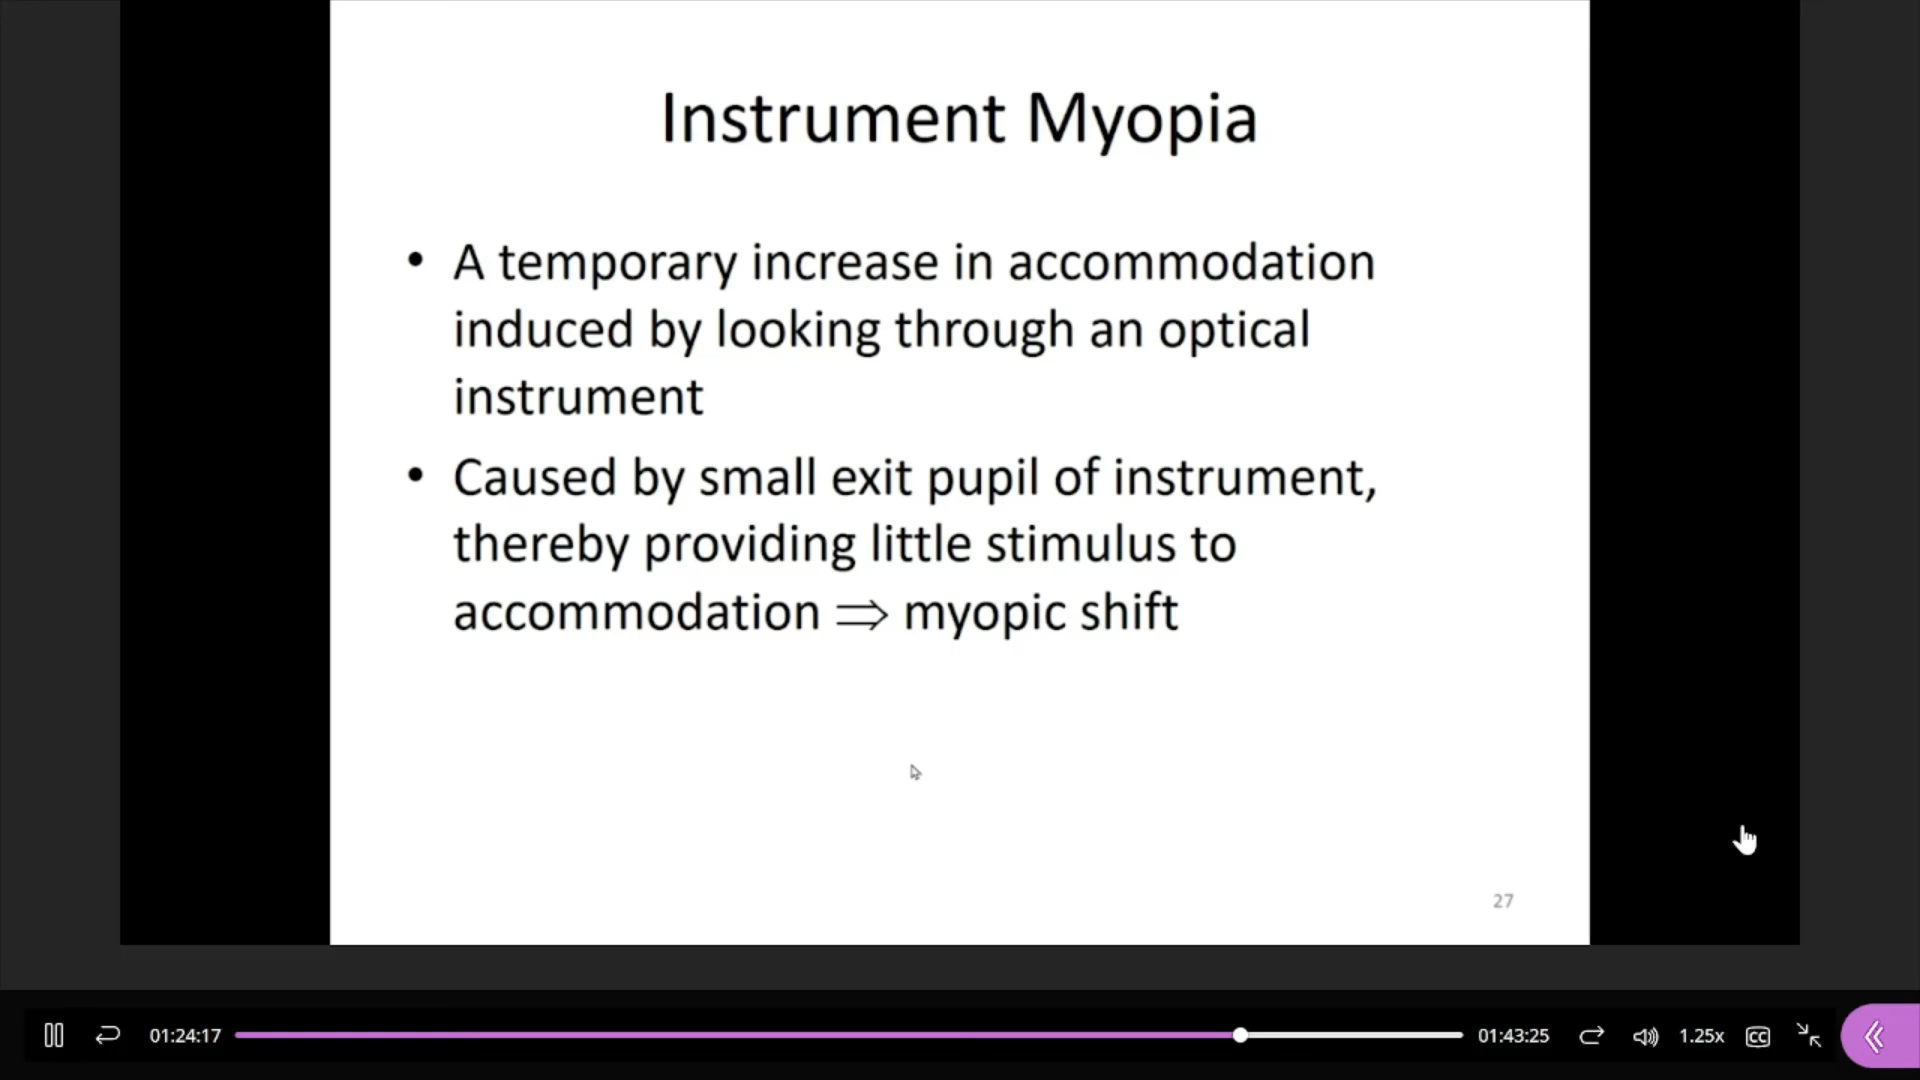 Instrument Myopia
• A temporary increase in accommodation
induced by looking through an optical
instrument
• Caused by small exit pupil of instrument,
thereby providing little stimulus to
accommodation ⇒ myopic shift
27
01:24:17
01:43:25
1.25x
CC